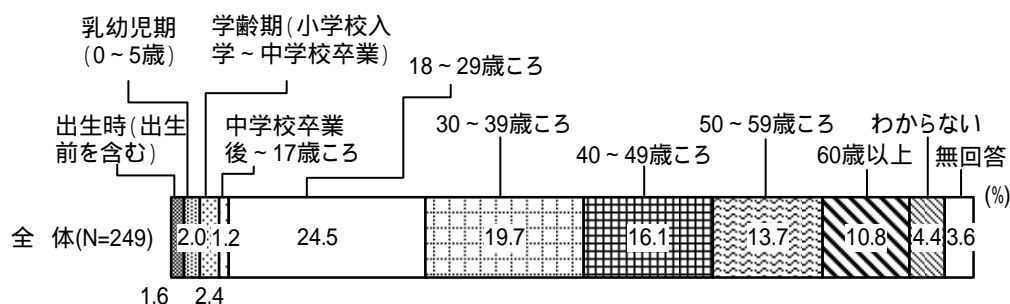 乳幼児期
(0~5歳)
学齢期(小学校入
学~中学校卒業)
18~29歳ころ
出生時(出生
前を含む)
中学校卒業
後~17歳ころ
30~39歳ころ
40~49歳ころ
50~59歳ころ
60歳以上
わからない
無回答
(%)
全 体(N=249)
2.0
1.2
24.5
19.7
16.1
13.7
10.8
4.4
3.6
1.6
2.4